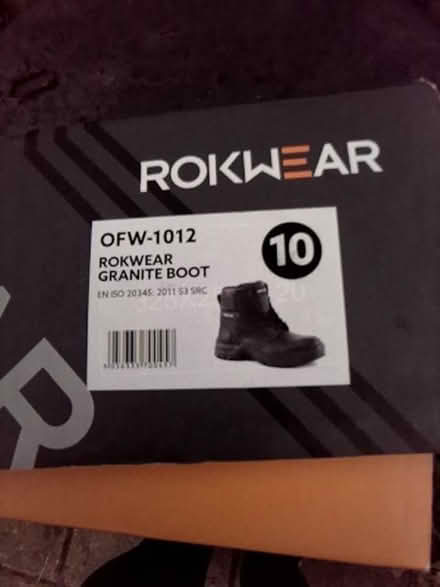 ROKWEAR
OFW-1012
10
ROKWEAR
GRANITE BOOT
EN ISO 20345: 2011 S3 SRC
R